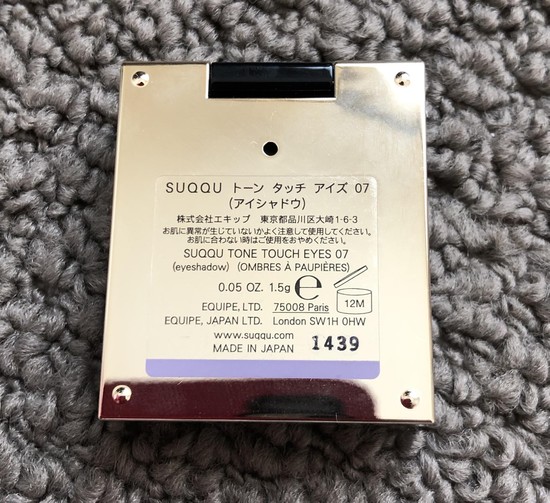 SUQQU トーン タッチ アイズ 07
(アイシャドウ)
株式会社エキップ 東京都品川区大崎1-6-3
お肌に異常が生じていないかよく注意して使用してください。
お肌に合わない時はご使用をおやめください。
SUQQU TONE TOUCH EYES 07
(eyeshadow) (OMBRES À PAUPIÈRES)
0.05 OZ. 1.5g ℮
12M
EQUIPE, LTD. 75008 Paris
EQUIPE, JAPAN LTD. London SW1H 0HW
www.suqqu.com
MADE IN JAPAN 1439